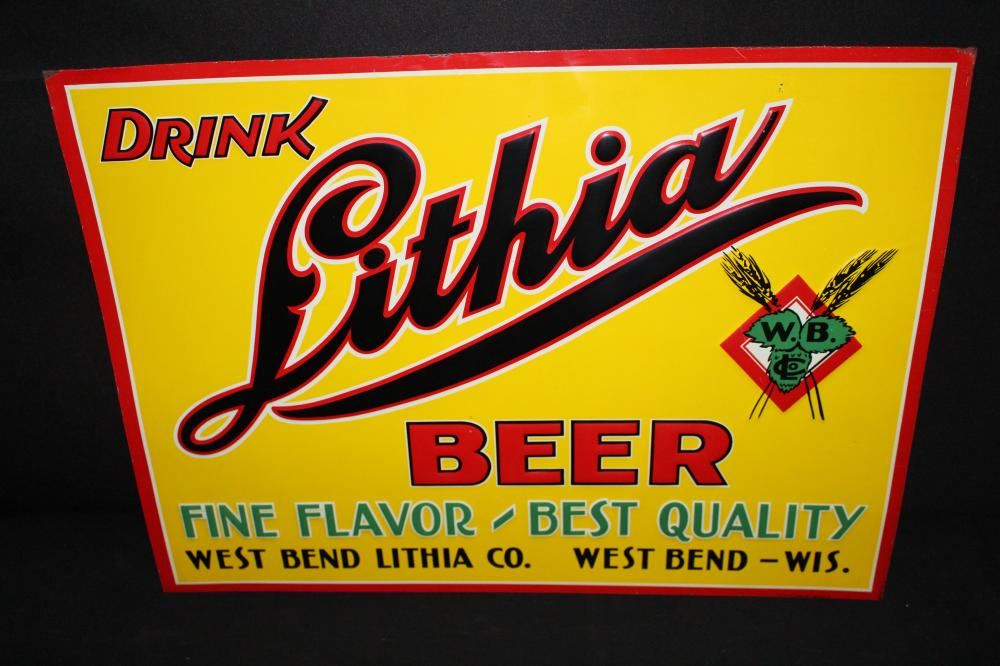 DRINK
Lithia
W. B.
L Co
BEER
FINE FLAVOR - BEST QUALITY
WEST BEND LITHIA CO. WEST BEND - WIS.